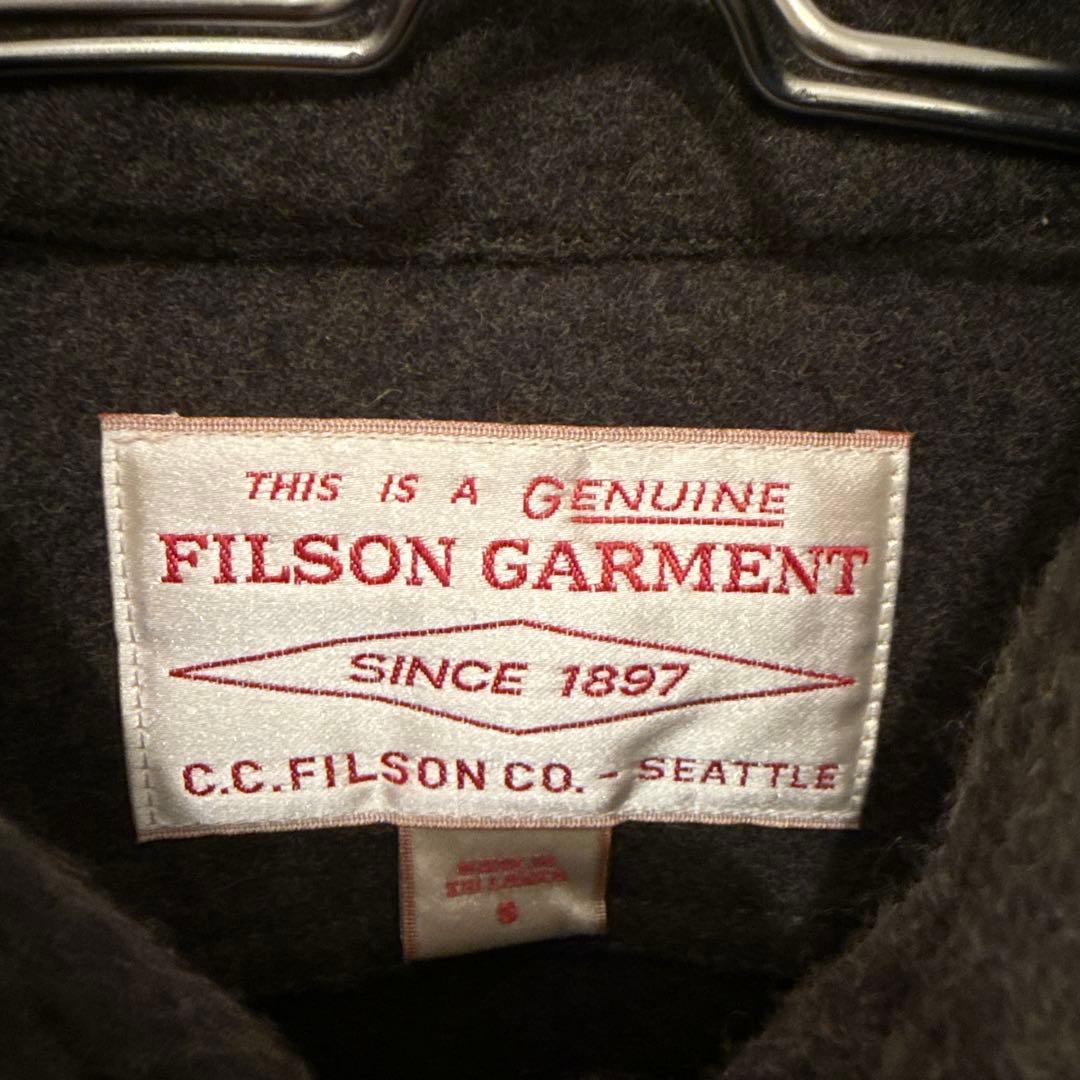 THIS IS A GENUINE
FILSON GARMENT
SINCE 1897
C.C. FILSON CO. - SEATTLE
S